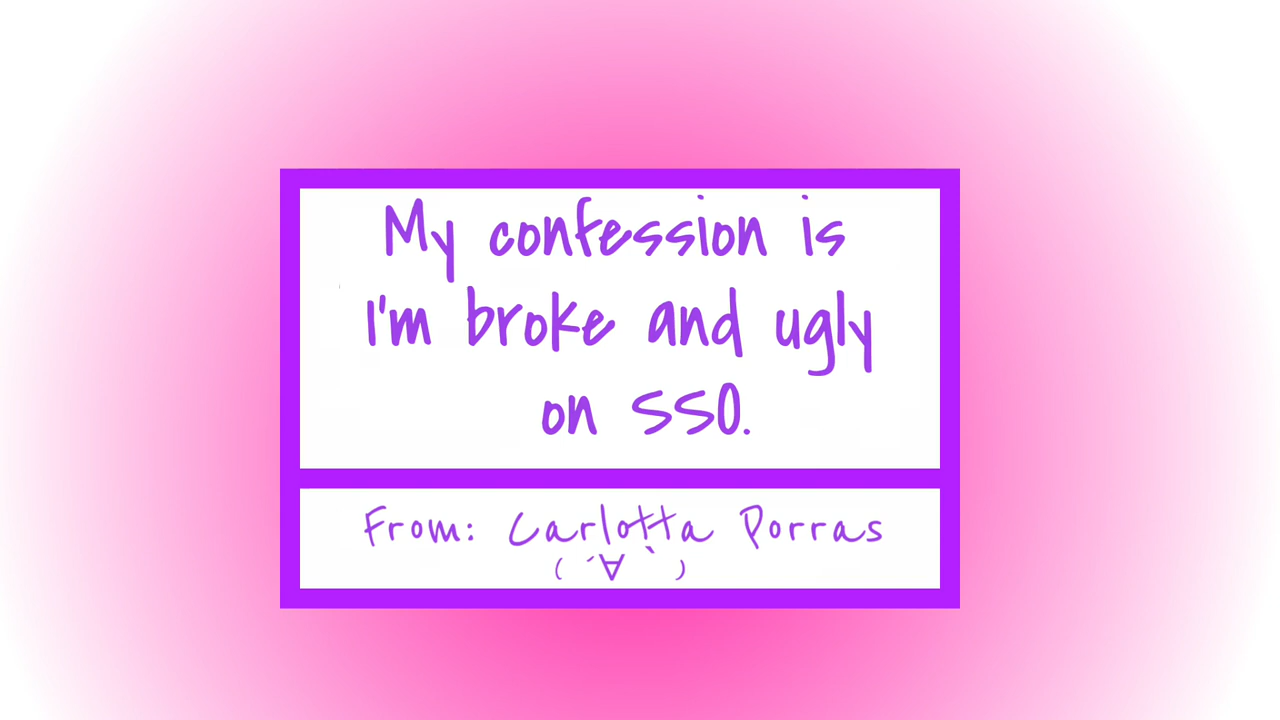 My confession is
I'm broke and ugly
on SSO.
From: Carlotta Porras
( ´∀ ` )